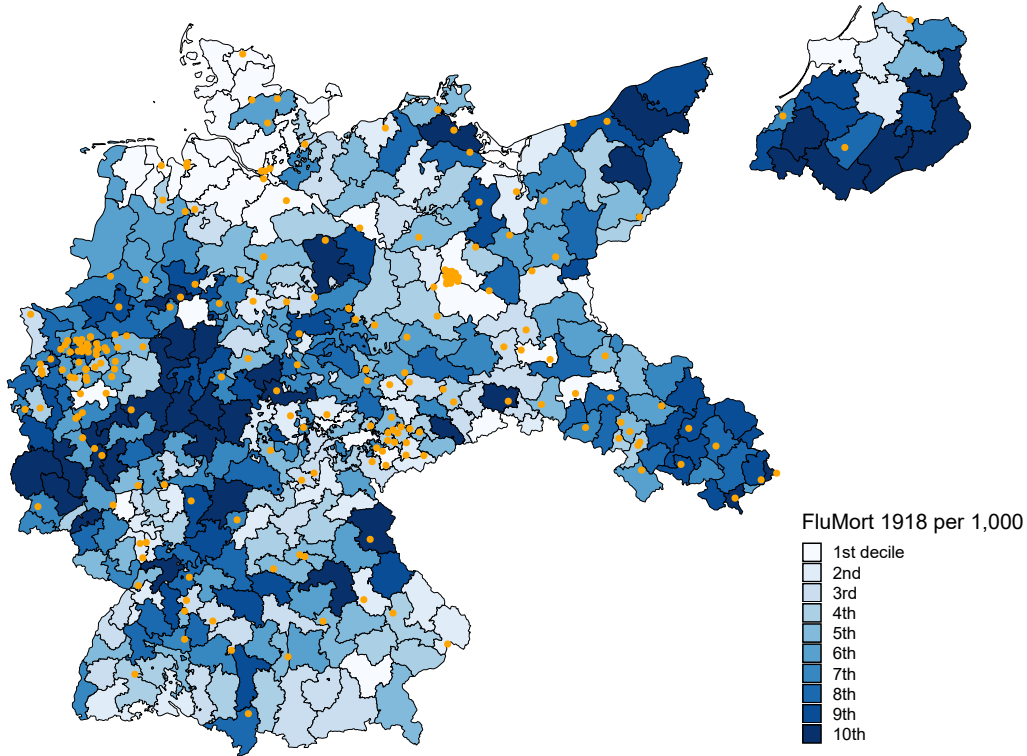 FluMort 1918 per 1,000
1st decile
2nd
3rd
4th
5th
6th
7th
8th
9th
10th